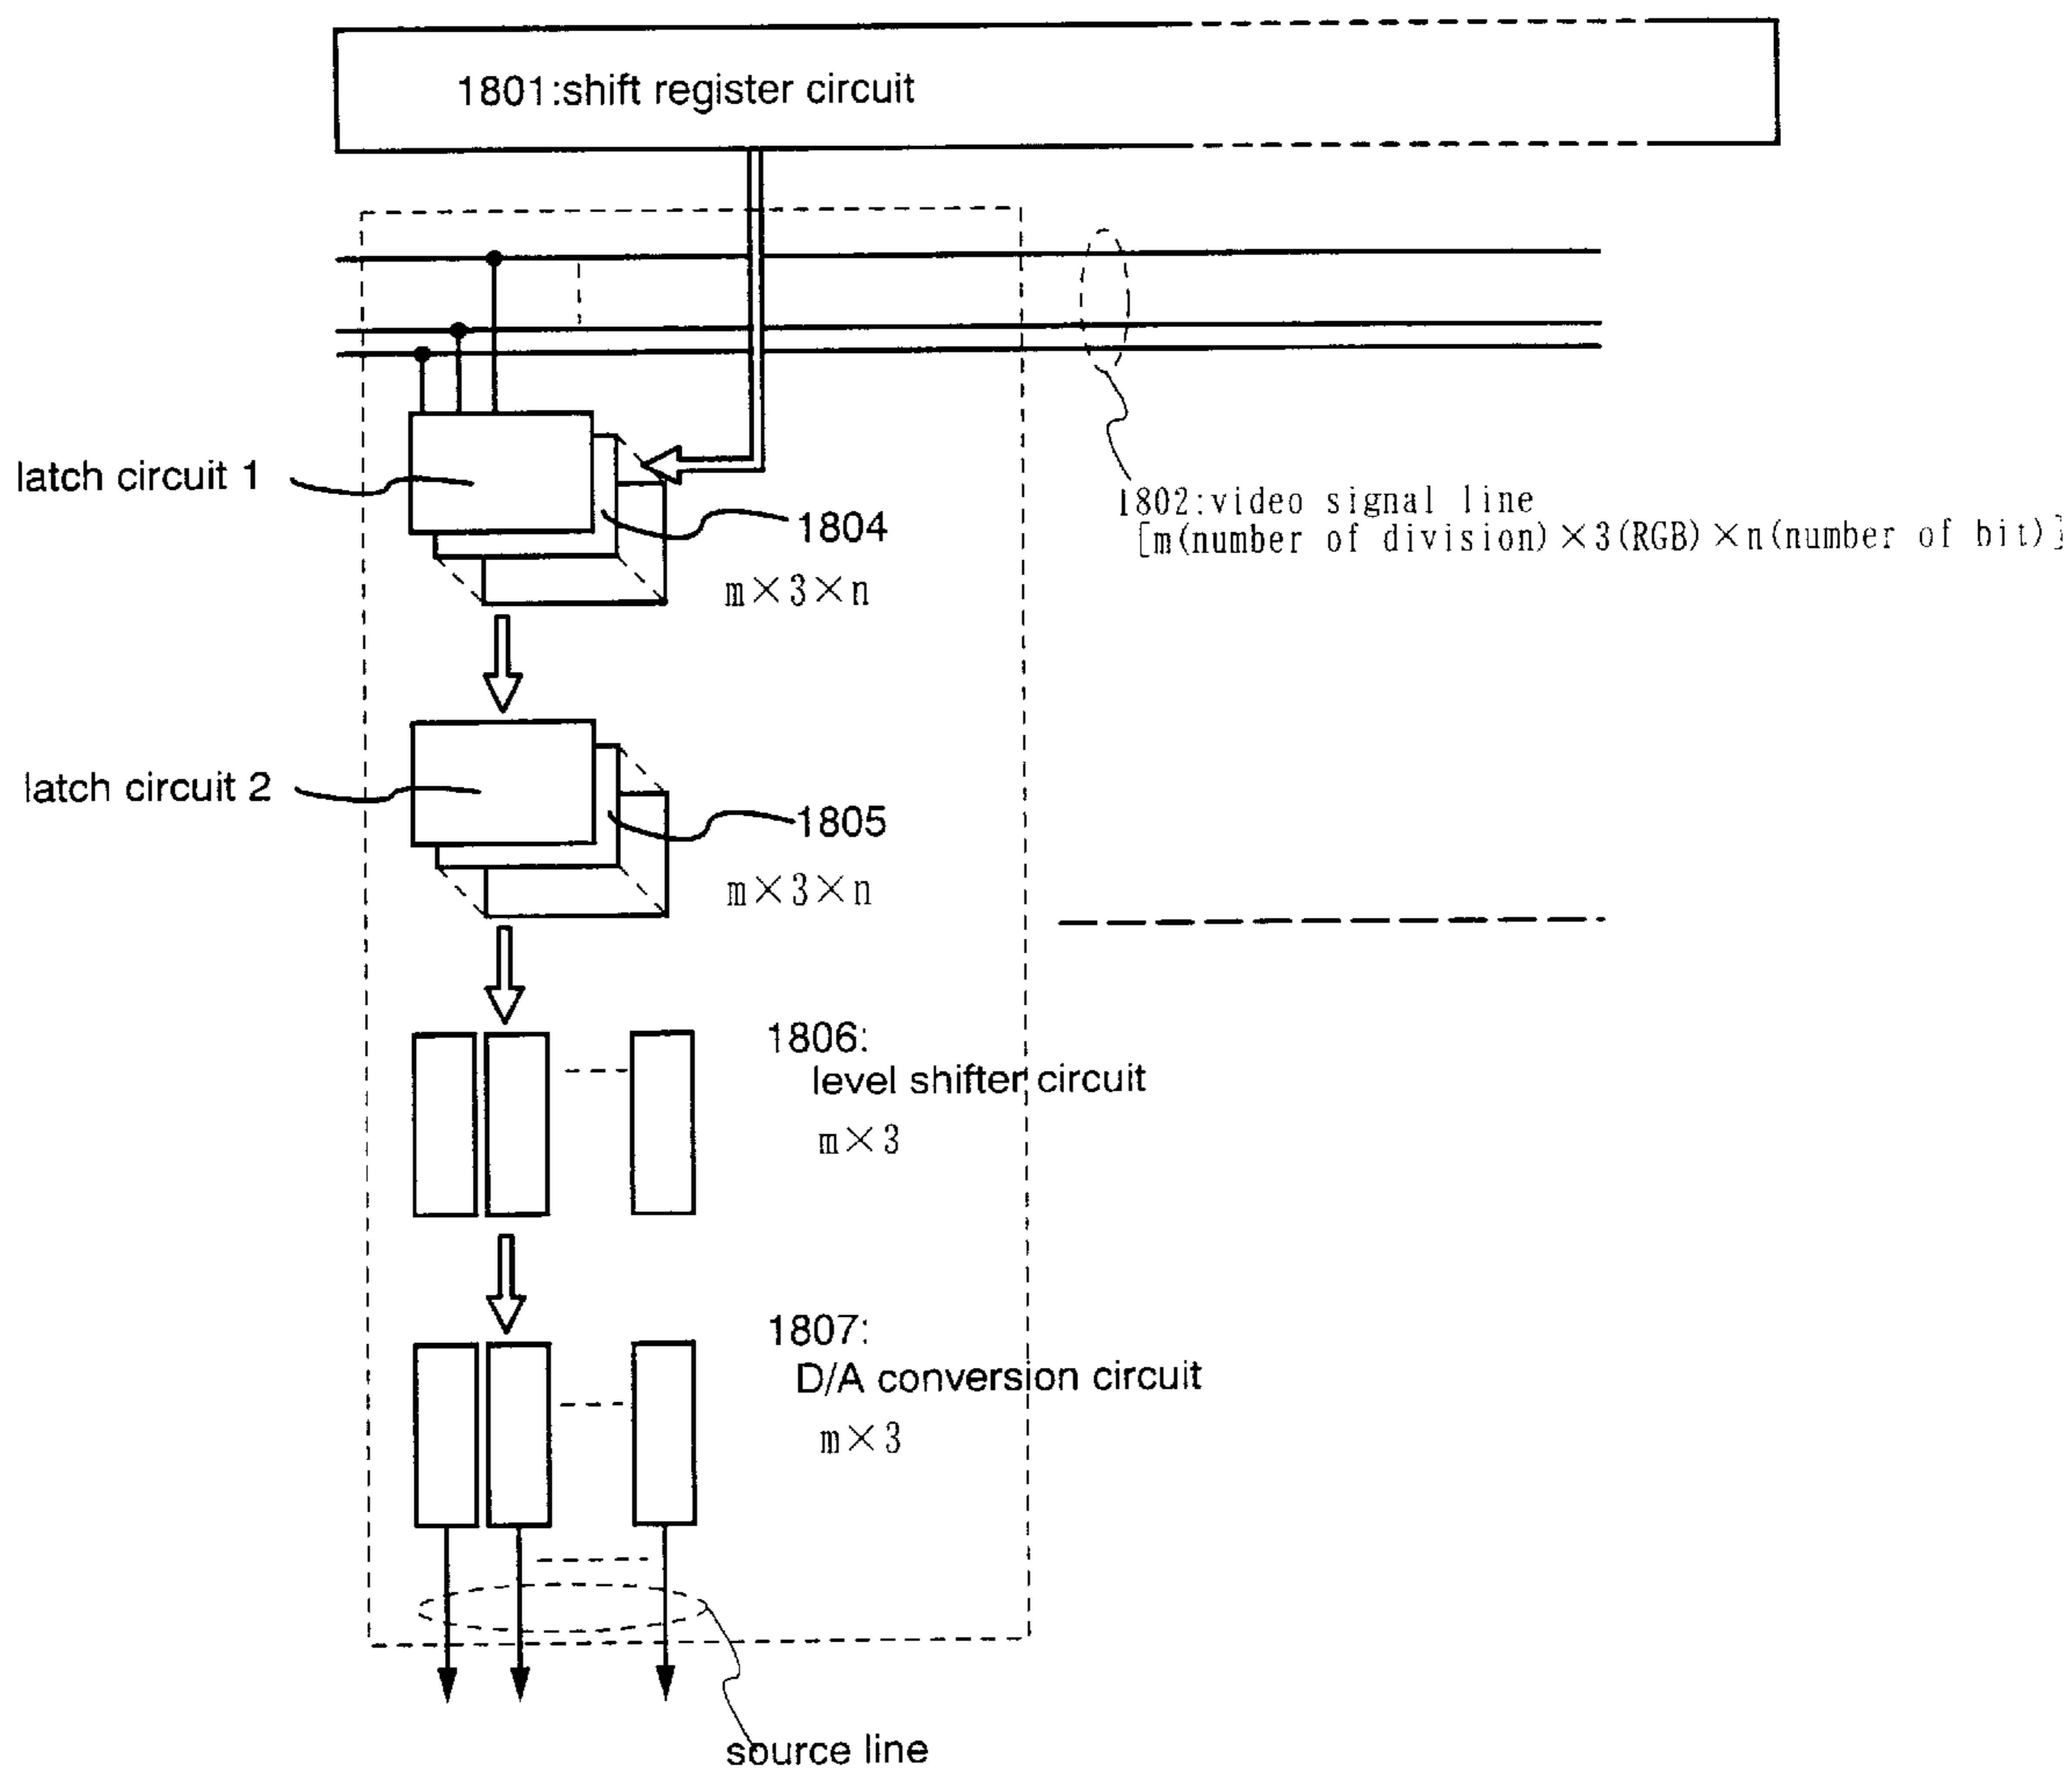 1801:shift register circuit
latch circuit 1
1804
m×3×n
1802:video signal line
[m(number of division)×3(RGB)×n(number of bit)]
latch circuit 2
1805
m×3×n
1806:
level shifter circuit
m×3
1807:
D/A conversion circuit
m×3
source line